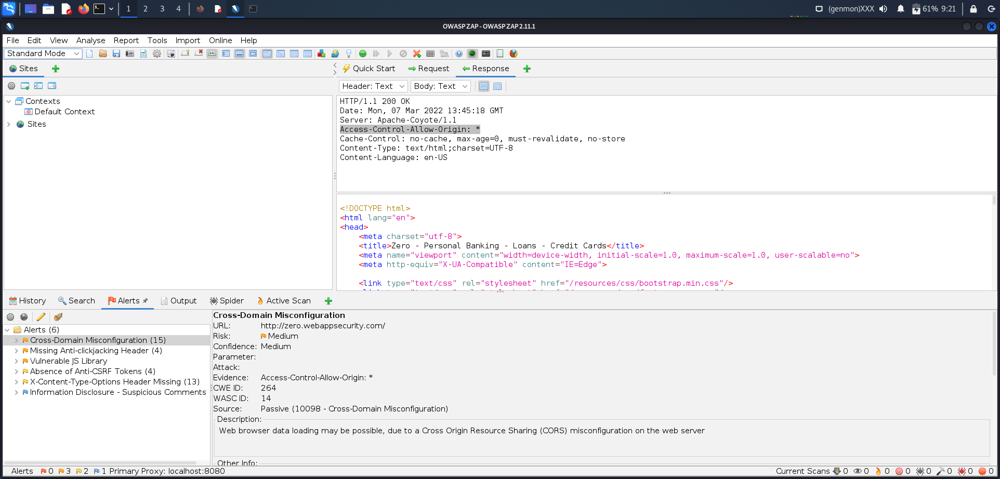 1 2 3 4 (genmon)XXX 61% 9:21
OWASP ZAP - OWASP ZAP 2.11.1
File Edit View Analyse Report Tools Import Online Help
Standard Mode
Sites Quick Start Request Response
Header: Text Body: Text
Contexts
Default Context
Sites
HTTP/1.1 200 OK
Date: Mon, 07 Mar 2022 13:45:18 GMT
Server: Apache-Coyote/1.1
Access-Control-Allow-Origin: *
Cache-Control: no-cache, max-age=0, must-revalidate, no-store
Content-Type: text/html;charset=UTF-8
Content-Language: en-US
<!DOCTYPE html>
<html lang="en">
<head>
<meta charset="utf-8">
<title>Zero - Personal Banking - Loans - Credit Cards</title>
<meta name="viewport" content="width=device-width, initial-scale=1.0, maximum-scale=1.0, user-scalable=no">
<meta http-equiv="X-UA-Compatible" content="IE=Edge">
<link type="text/css" rel="stylesheet" href="/resources/css/bootstrap.min.css"/>
History Search Alerts Output Spider Active Scan
Alerts (6)
Cross-Domain Misconfiguration (15)
Missing Anti-clickjacking Header (4)
Vulnerable JS Library
Absence of Anti-CSRF Tokens (4)
X-Content-Type-Options Header Missing (13)
Information Disclosure - Suspicious Comments
Cross-Domain Misconfiguration
URL: http://zero.webappsecurity.com/
Risk: Medium
Confidence: Medium
Parameter:
Attack:
Evidence: Access-Control-Allow-Origin: *
CWE ID: 264
WASC ID: 14
Source: Passive (10098 - Cross-Domain Misconfiguration)
Description:
Web browser data loading may be possible, due to a Cross Origin Resource Sharing (CORS) misconfiguration on the web server
Other Info:
Alerts 0 3 2 1 Primary Proxy: localhost:8080 Current Scans 0 0 0 0 0 0 0 0